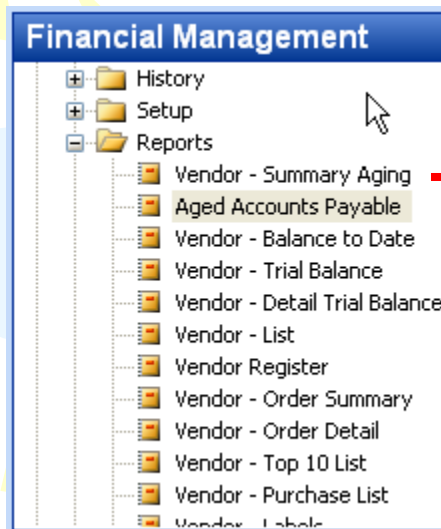 Financial Management
History
Setup
Reports
Vendor - Summary Aging
Aged Accounts Payable
Vendor - Balance to Date
Vendor - Trial Balance
Vendor - Detail Trial Balance
Vendor - List
Vendor Register
Vendor - Order Summary
Vendor - Order Detail
Vendor - Top 10 List
Vendor - Purchase List
Vendor - Labels